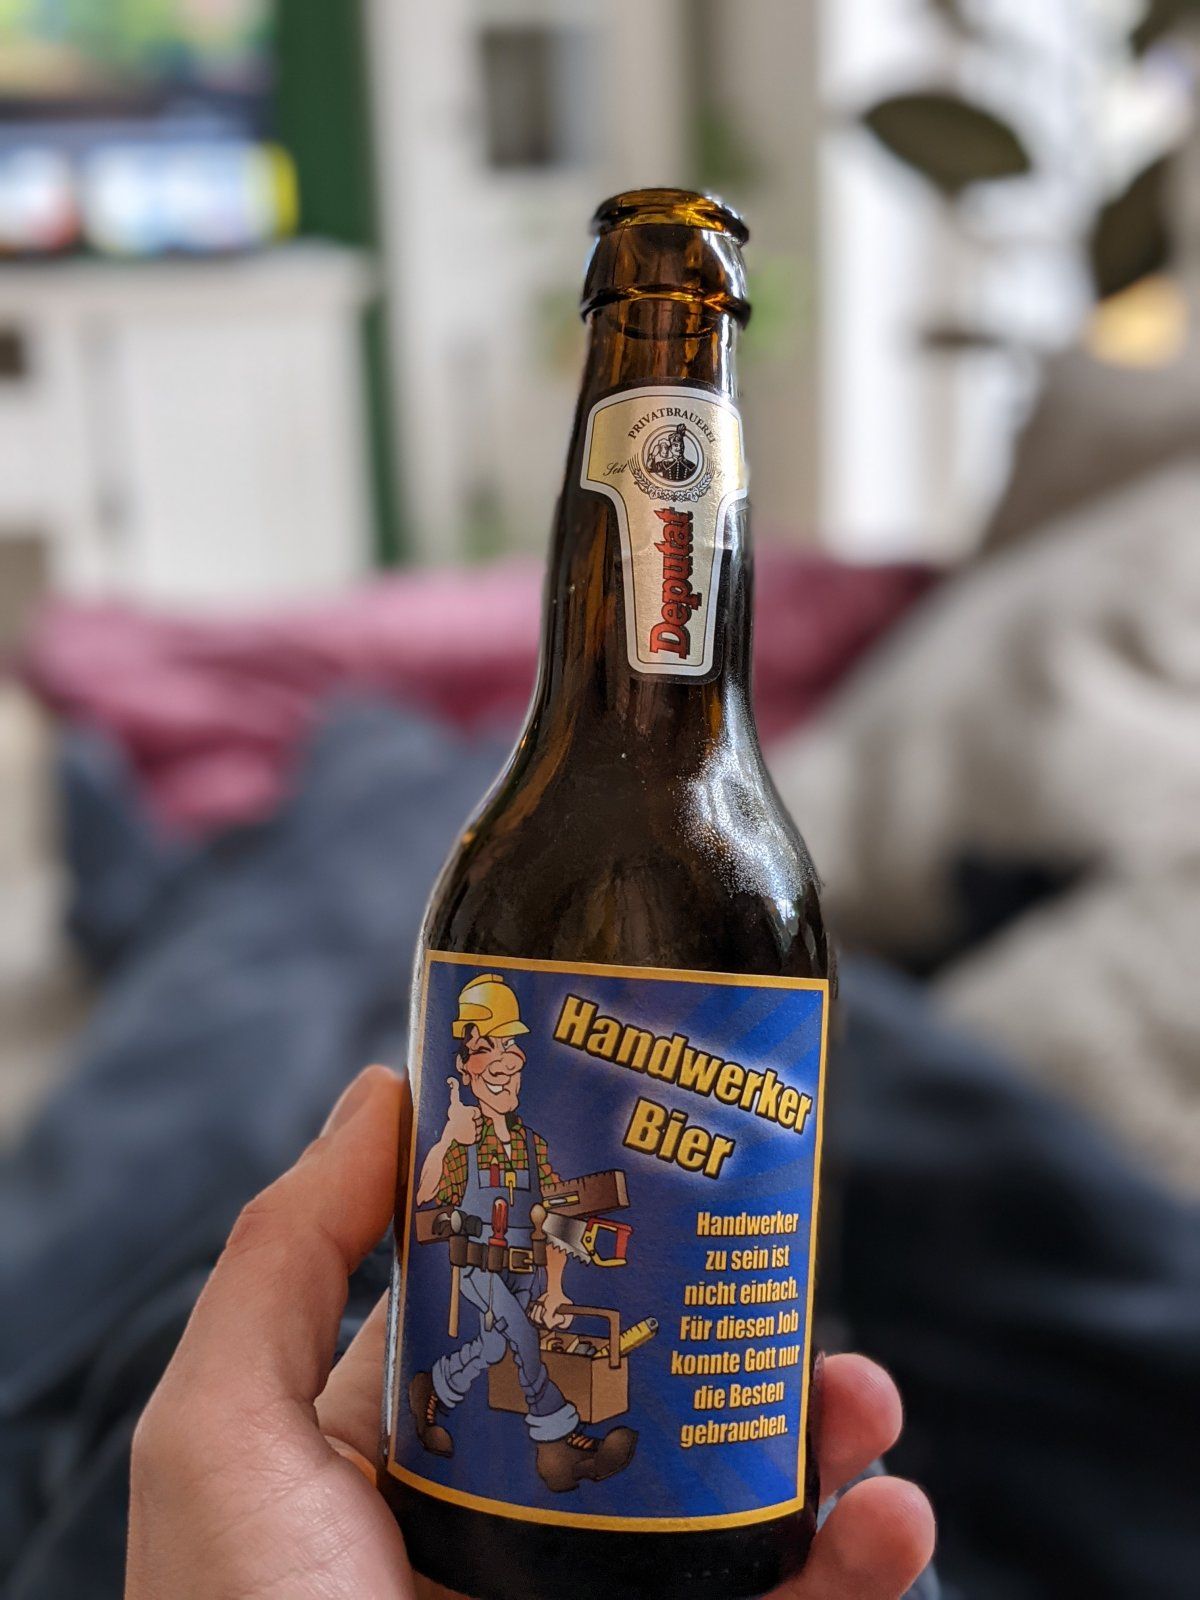 PRIVATBRAUEREI
Seit
Deputat
Handwerker
Bier
Handwerker
zu sein ist
nicht einfach.
Für diesen Job
konnte Gott nur
die Besten
gebrauchen.